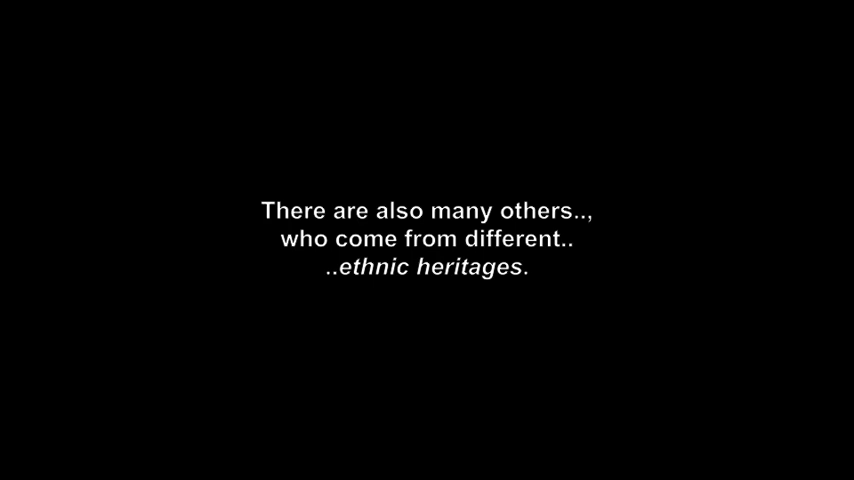 There are also many others..,
who come from different..
..ethnic heritages.